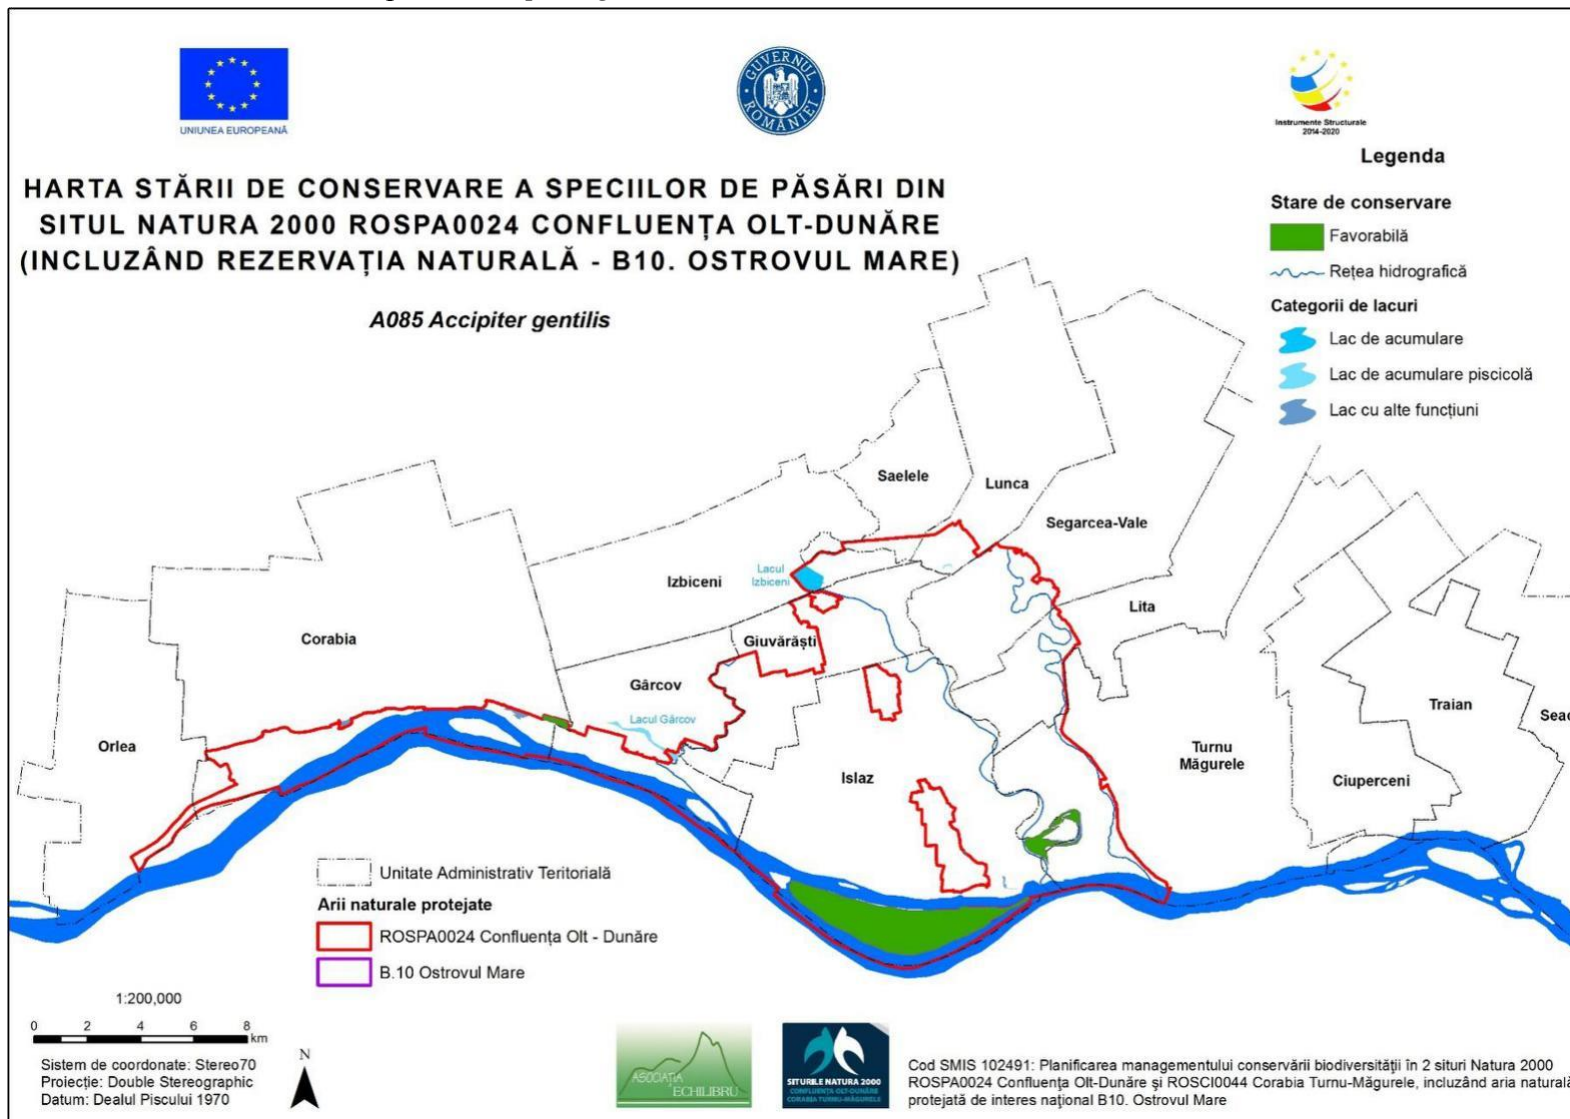 UNIUNEA EUROPEANĂ
GUVERNUL ROMÂNIEI
Instrumente Structurale
2014-2020
HARTA STĂRII DE CONSERVARE A SPECIILOR DE PĂSĂRI DIN
SITUL NATURA 2000 ROSPA0024 CONFLUENȚA OLT-DUNĂRE
(INCLUZÂND REZERVAȚIA NATURALĂ - B10. OSTROVUL MARE)
A085 Accipiter gentilis
Legenda
Stare de conservare
Favorabilă
Rețea hidrografică
Categorii de lacuri
Lac de acumulare
Lac de acumulare piscicolă
Lac cu alte funcțiuni
Saelele
Lunca
Segarcea-Vale
Izbiceni
Lacul
Izbiceni
Lita
Corabia
Giuvărăști
Gârcov
Lacul Gârcov
Orlea
Islaz
Turnu
Măgurele
Traian
Seac
Ciuperceni
Unitate Administrativ Teritorială
Arii naturale protejate
ROSPA0024 Confluența Olt - Dunăre
B.10 Ostrovul Mare
1:200,000
0 2 4 6 8
km
Sistem de coordonate: Stereo70
Proiecție: Double Stereographic
Datum: Dealul Piscului 1970
N
ASOCIAȚIA
ECHILIBRU
SITURILE NATURA 2000
CONFLUENȚA OLT-DUNĂRE
CORABIA TURNU-MĂGURELE
Cod SMIS 102491: Planificarea managementului conservării biodiversității în 2 situri Natura 2000
ROSPA0024 Confluența Olt-Dunăre și ROSCI0044 Corabia Turnu-Măgurele, incluzând aria naturală
protejată de interes național B10. Ostrovul Mare